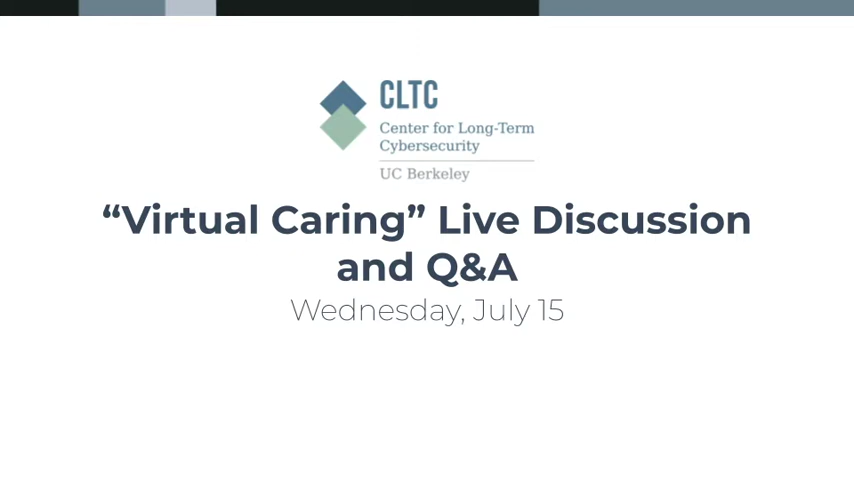 CLTC
Center for Long-Term
Cybersecurity
UC Berkeley
“Virtual Caring” Live Discussion
and Q&A
Wednesday, July 15